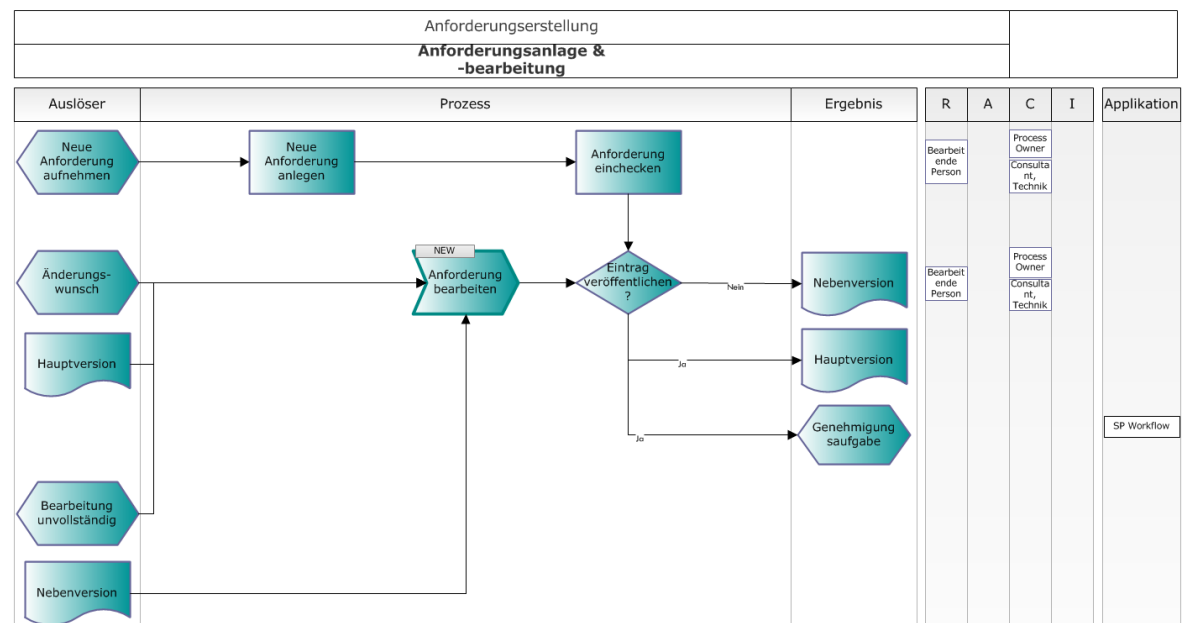 Anforderungserstellung
Anforderungsanlage &
-bearbeitung
Auslöser
Prozess
Ergebnis
R
A
C
I
Applikation
Neue
Anforderung
aufnehmen
Neue
Anforderung
anlegen
Anforderung
einchecken
Bearbeit
ende
Person
Process
Owner
Consulta
nt,
Technik
Änderungs-
wunsch
NEW
Anforderung
bearbeiten
Eintrag
veröffentlichen
?
Nein
Nebenversion
Bearbeit
ende
Person
Process
Owner
Consulta
nt,
Technik
Hauptversion
Ja
Hauptversion
Ja
Genehmigung
saufgabe
SP Workflow
Bearbeitung
unvollständig
Nebenversion